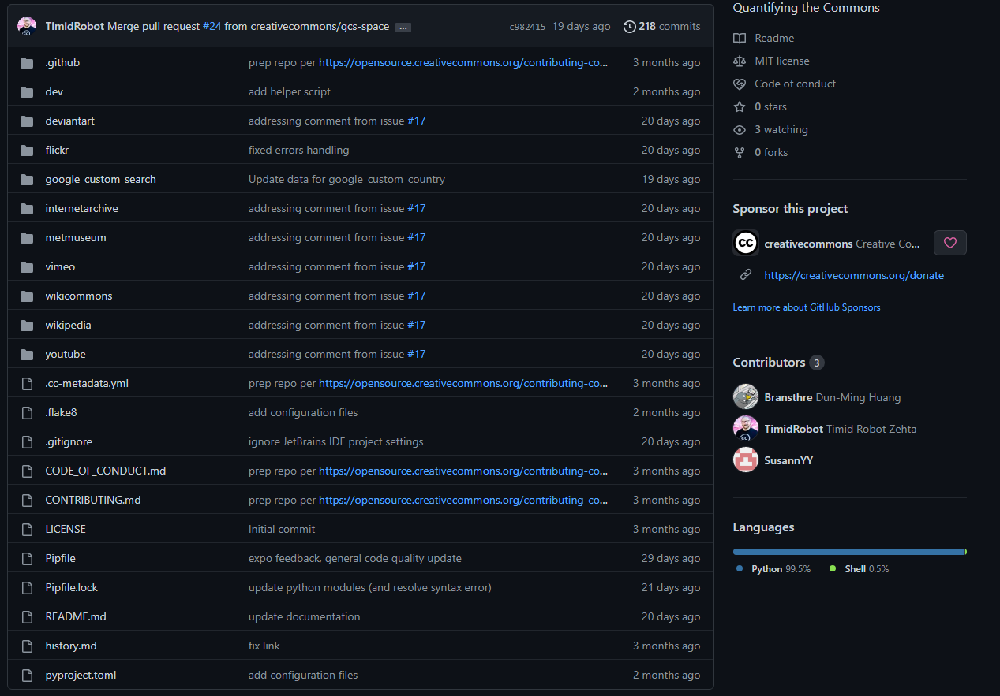 TimidRobot Merge pull request #24 from creativecommons/gcs-space ... c982415 19 days ago 218 commits
.github prep repo per https://opensource.creativecommons.org/contributing-co... 3 months ago
dev add helper script 2 months ago
deviantart addressing comment from issue #17 20 days ago
flickr fixed errors handling 20 days ago
google_custom_search Update data for google_custom_country 19 days ago
internetarchive addressing comment from issue #17 20 days ago
metmuseum addressing comment from issue #17 20 days ago
vimeo addressing comment from issue #17 20 days ago
wikicommons addressing comment from issue #17 20 days ago
wikipedia addressing comment from issue #17 20 days ago
youtube addressing comment from issue #17 20 days ago
.cc-metadata.yml prep repo per https://opensource.creativecommons.org/contributing-co... 3 months ago
.flake8 add configuration files 2 months ago
.gitignore ignore JetBrains IDE project settings 20 days ago
CODE_OF_CONDUCT.md prep repo per https://opensource.creativecommons.org/contributing-co... 3 months ago
CONTRIBUTING.md prep repo per https://opensource.creativecommons.org/contributing-co... 3 months ago
LICENSE Initial commit 3 months ago
Pipfile expo feedback, general code quality update 29 days ago
Pipfile.lock update python modules (and resolve syntax error) 21 days ago
README.md update documentation 20 days ago
history.md fix link 3 months ago
pyproject.toml add configuration files 2 months ago
Quantifying the Commons
Readme
MIT license
Code of conduct
0 stars
3 watching
0 forks
Sponsor this project
CC creativecommons Creative Co...
https://creativecommons.org/donate
Learn more about GitHub Sponsors
Contributors 3
Bransthre Dun-Ming Huang
TimidRobot Timid Robot Zehta
SusannYY
Languages
Python 99.5% Shell 0.5%